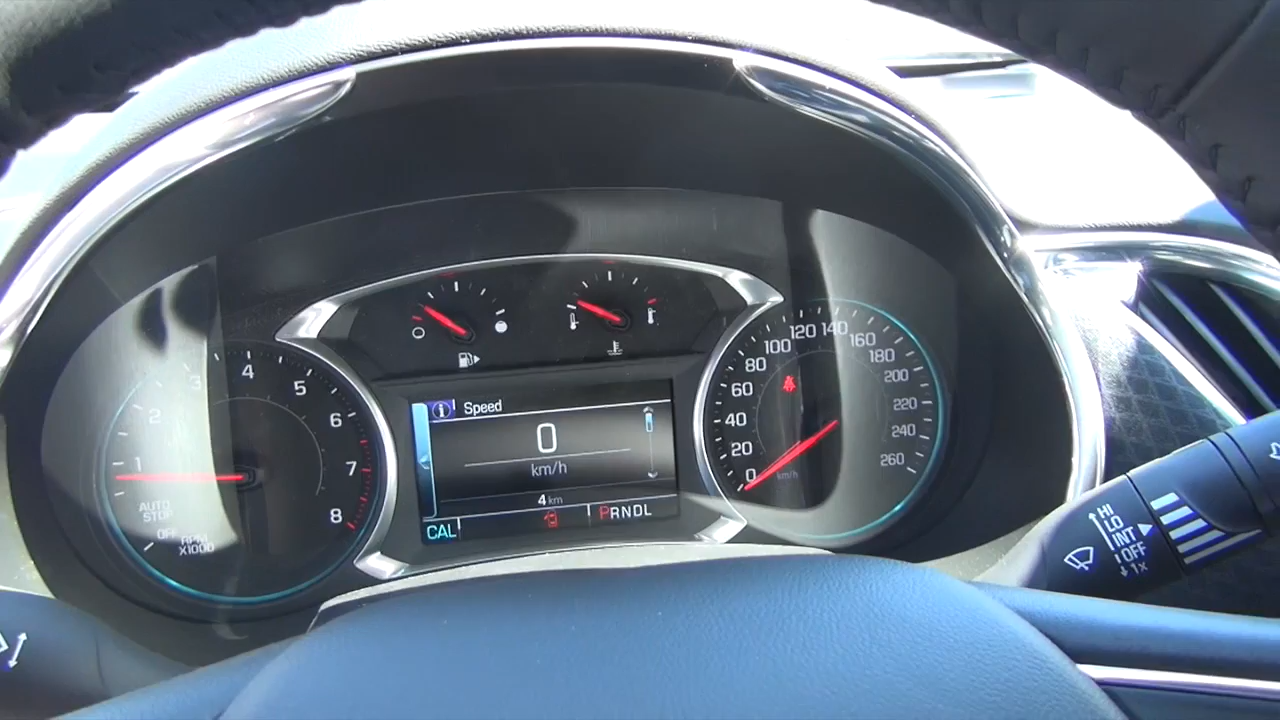 1
2
3
4
5
6
7
8
AUTO
STOP
OFF
RPM
X1000
i Speed
0
km/h
4 km
CAL
PRNDL
0
20
40
60
80
100
120
140
160
180
200
220
240
260
km/h
HI
LO
INT
OFF
1x